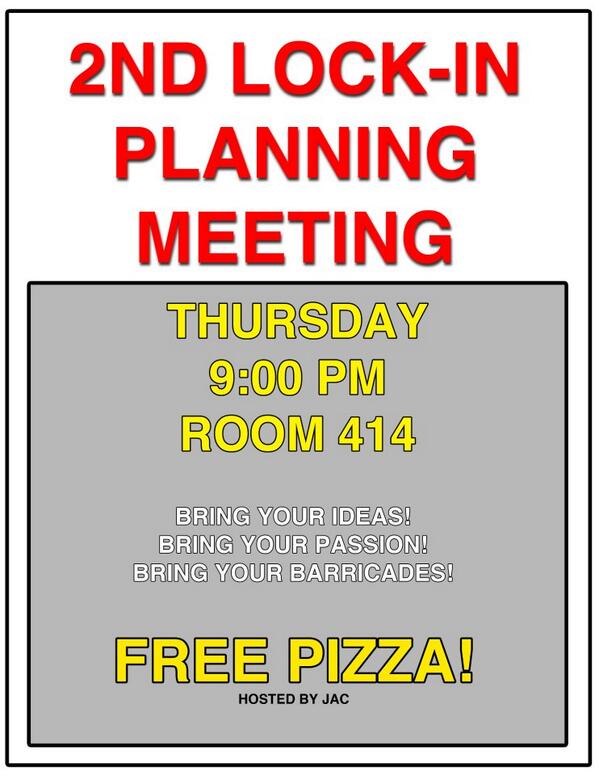 2ND LOCK-IN
PLANNING
MEETING
THURSDAY
9:00 PM
ROOM 414
BRING YOUR IDEAS!
BRING YOUR PASSION!
BRING YOUR BARRICADES!
FREE PIZZA!
HOSTED BY JAC